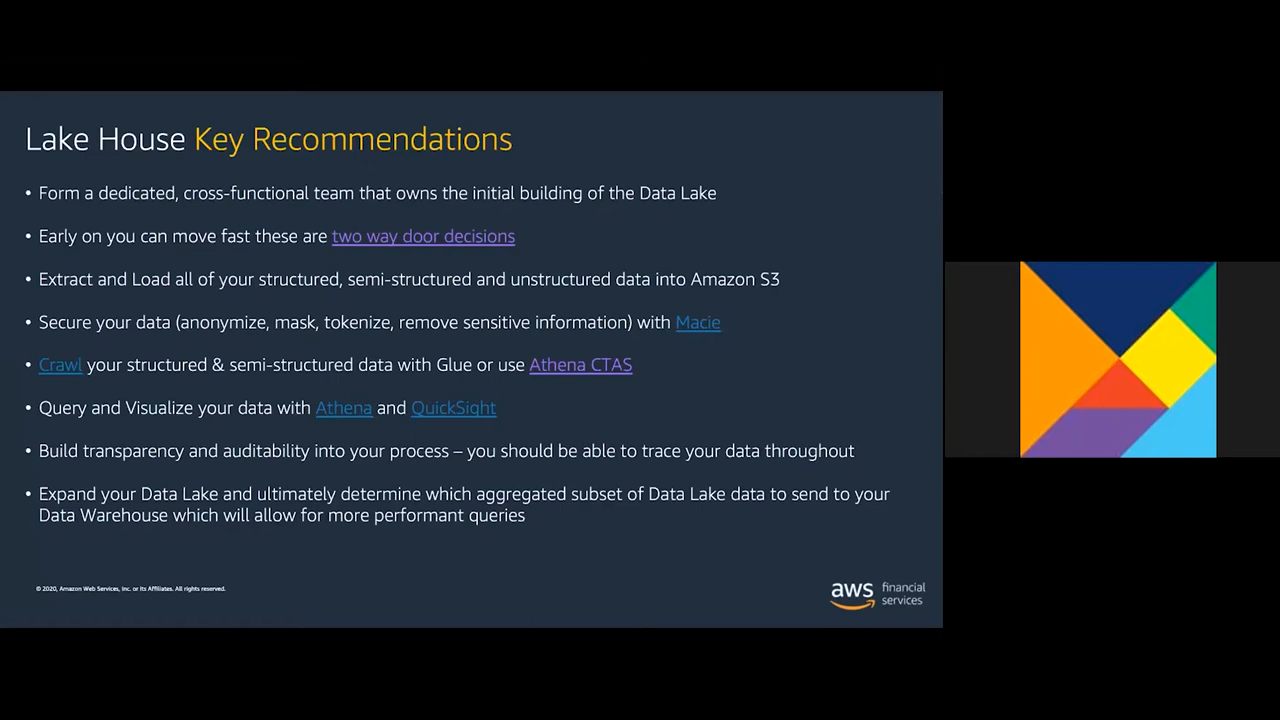 Lake House Key Recommendations
• Form a dedicated, cross-functional team that owns the initial building of the Data Lake
• Early on you can move fast these are two way door decisions
• Extract and Load all of your structured, semi-structured and unstructured data into Amazon S3
• Secure your data (anonymize, mask, tokenize, remove sensitive information) with Macie
• Crawl your structured & semi-structured data with Glue or use Athena CTAS
• Query and Visualize your data with Athena and QuickSight
• Build transparency and auditability into your process – you should be able to trace your data throughout
• Expand your Data Lake and ultimately determine which aggregated subset of Data Lake data to send to your
Data Warehouse which will allow for more performant queries
© 2020, Amazon Web Services, Inc. or its Affiliates. All rights reserved.
aws financial
services